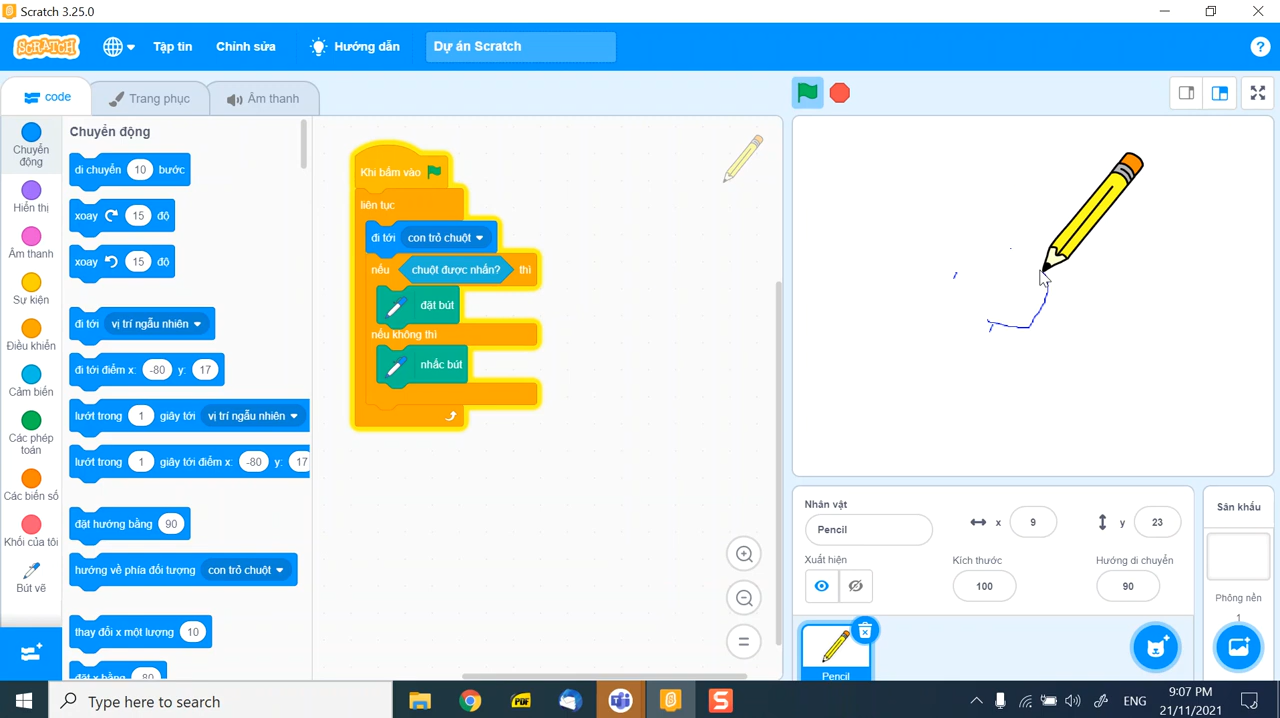 Scratch 3.25.0
SCRATCH
Tập tin
Chỉnh sửa
Hướng dẫn
Dự án Scratch
?
code
Trang phục
Âm thanh
Chuyển động
Hiển thị
Âm thanh
Sự kiện
Điều khiển
Cảm biến
Các phép toán
Các biến số
Khối của tôi
Bút vẽ
Chuyển động
di chuyển 10 bước
xoay 15 độ
xoay 15 độ
đi tới vị trí ngẫu nhiên
đi tới điểm x: -80 y: 17
lướt trong 1 giây tới vị trí ngẫu nhiên
lướt trong 1 giây tới điểm x: -80 y: 17
đặt hướng bằng 90
hướng về phía đối tượng con trỏ chuột
thay đổi x một lượng 10
đặt x bằng -80
Khi bấm vào
liên tục
đi tới con trỏ chuột
nếu chuột được nhấn? thì
đặt bút
nếu không thì
nhấc bút
Nhân vật
Pencil
x 9
y 23
Xuất hiện
Kích thước
100
Hướng di chuyển
90
Pencil
Sân khấu
Phông nền
1
Type here to search
PDF
S
ENG
9:07 PM
21/11/2021